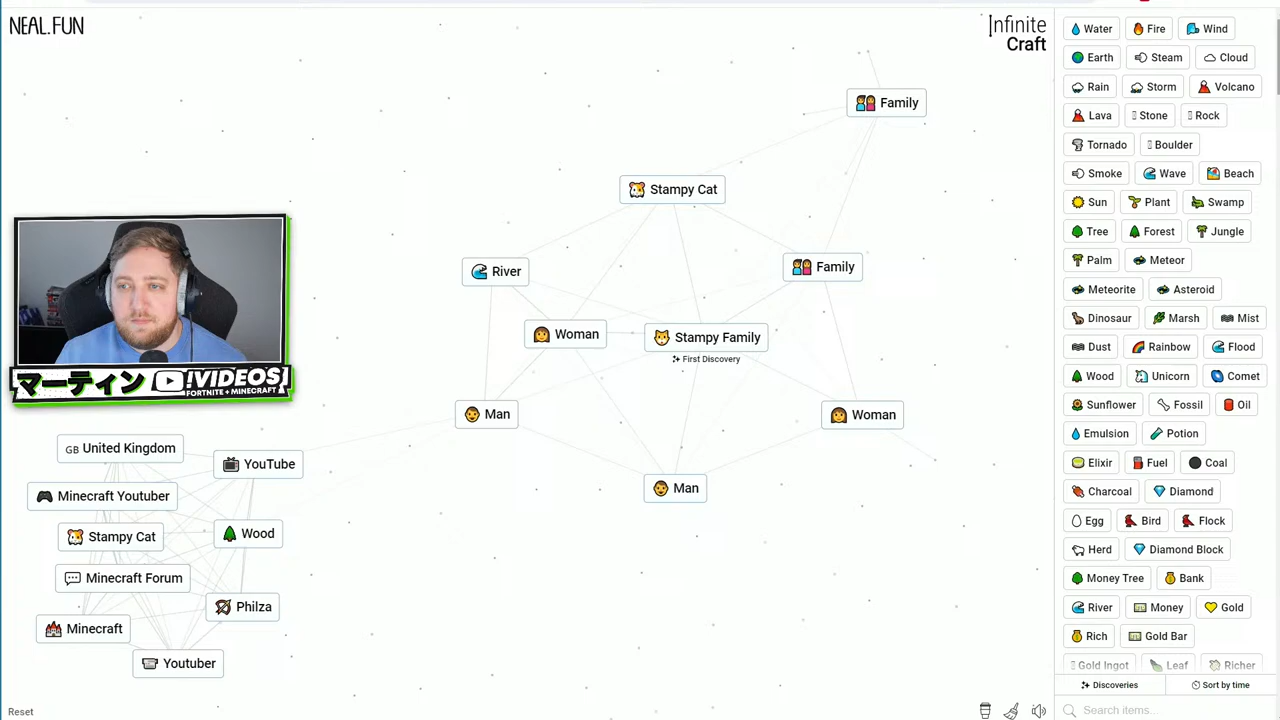 NEAL.FUN
Infinite
Craft
Family
Stampy Cat
River
Family
Woman
Stampy Family
First Discovery
Man
Woman
Man
マーティン !VIDEOS
FORTNITE + MINECRAFT
GB United Kingdom
YouTube
Minecraft Youtuber
Stampy Cat
Wood
Minecraft Forum
Philza
Minecraft
Youtuber
Reset
Water Fire Wind
Earth Steam Cloud
Rain Storm Volcano
Lava Stone Rock
Tornado Boulder
Smoke Wave Beach
Sun Plant Swamp
Tree Forest Jungle
Palm Meteor
Meteorite Asteroid
Dinosaur Marsh Mist
Dust Rainbow Flood
Wood Unicorn Comet
Sunflower Fossil Oil
Emulsion Potion
Elixir Fuel Coal
Charcoal Diamond
Egg Bird Flock
Herd Diamond Block
Money Tree Bank
River Money Gold
Rich Gold Bar
Gold Ingot Leaf Richer
Discoveries Sort by time
Search items...